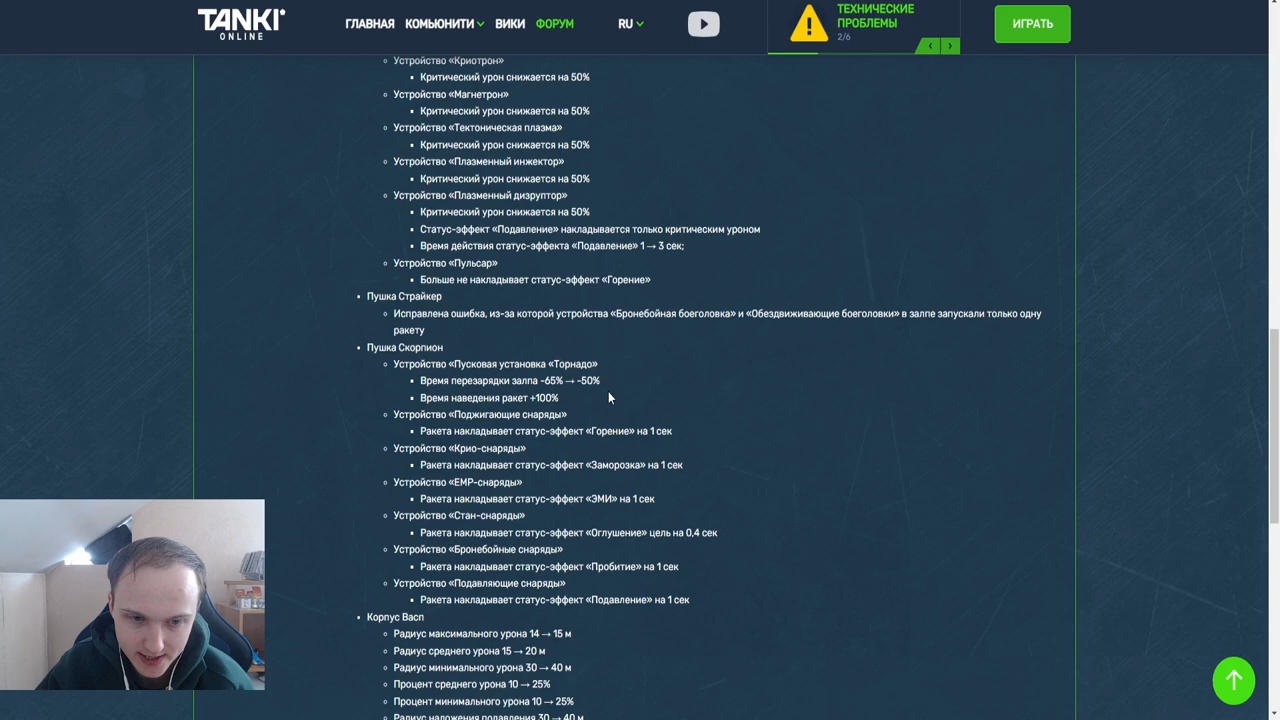 TANKI
ONLINE
ГЛАВНАЯ
КОМЬЮНИТИ
ВИКИ
ФОРУМ
RU
ТЕХНИЧЕСКИЕ
ПРОБЛЕМЫ
2/6
ИГРАТЬ
Устройство «Криотрон»
Критический урон снижается на 50%
Устройство «Магнетрон»
Критический урон снижается на 50%
Устройство «Тектоническая плазма»
Критический урон снижается на 50%
Устройство «Плазменный инжектор»
Критический урон снижается на 50%
Устройство «Плазменный дизруптор»
Критический урон снижается на 50%
Статус-эффект «Подавление» накладывается только критическим уроном
Время действия статус-эффекта «Подавление» 1 → 3 сек;
Устройство «Пульсар»
Больше не накладывает статус-эффект «Горение»
Пушка Страйкер
Исправлена ошибка, из-за которой устройства «Бронебойная боеголовка» и «Обездвиживающие боеголовки» в залпе запускали только одну
ракету
Пушка Скорпион
Устройство «Пусковая установка «Торнадо»
Время перезарядки залпа -65% → -50%
Время наведения ракет +100%
Устройство «Поджигающие снаряды»
Ракета накладывает статус-эффект «Горение» на 1 сек
Устройство «Крио-снаряды»
Ракета накладывает статус-эффект «Заморозка» на 1 сек
Устройство «EMP-снаряды»
Ракета накладывает статус-эффект «ЭМИ» на 1 сек
Устройство «Стан-снаряды»
Ракета накладывает статус-эффект «Оглушение» цель на 0,4 сек
Устройство «Бронебойные снаряды»
Ракета накладывает статус-эффект «Пробитие» на 1 сек
Устройство «Подавляющие снаряды»
Ракета накладывает статус-эффект «Подавление» на 1 сек
Корпус Васп
Радиус максимального урона 14 → 15 м
Радиус среднего урона 15 → 20 м
Радиус минимального урона 30 → 40 м
Процент среднего урона 10 → 25%
Процент минимального урона 10 → 25%
Радиус наложения подавления 30 → 40 м